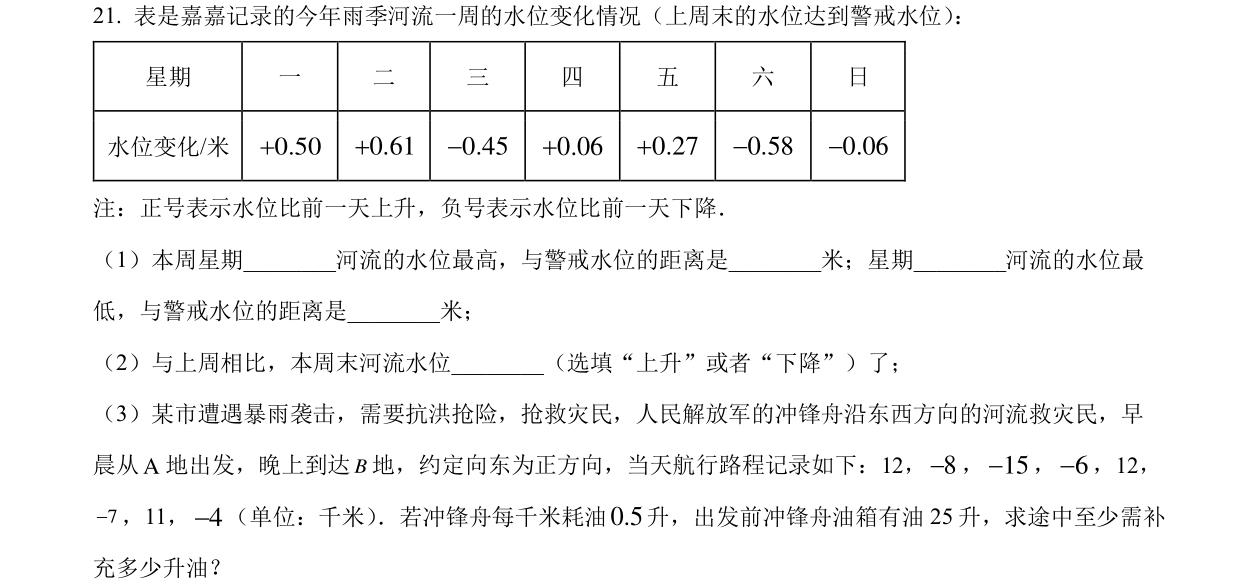 21. 表是嘉嘉记录的今年雨季河流一周的水位变化情况（上周末的水位达到警戒水位）：
星期 一 二 三 四 五 六 日
水位变化/米 +0.50 +0.61 −0.45 +0.06 +0.27 −0.58 −0.06
注：正号表示水位比前一天上升，负号表示水位比前一天下降．
（1）本周星期________河流的水位最高，与警戒水位的距离是________米；星期________河流的水位最
低，与警戒水位的距离是________米；
（2）与上周相比，本周末河流水位________（选填“上升”或者“下降”）了；
（3）某市遭遇暴雨袭击，需要抗洪抢险，抢救灾民，人民解放军的冲锋舟沿东西方向的河流救灾民，早
晨从 A 地出发，晚上到达 B 地，约定向东为正方向，当天航行路程记录如下：12，−8，−15，−6，12，
−7，11，−4（单位：千米）．若冲锋舟每千米耗油 0.5 升，出发前冲锋舟油箱有油 25 升，求途中至少需补
充多少升油？